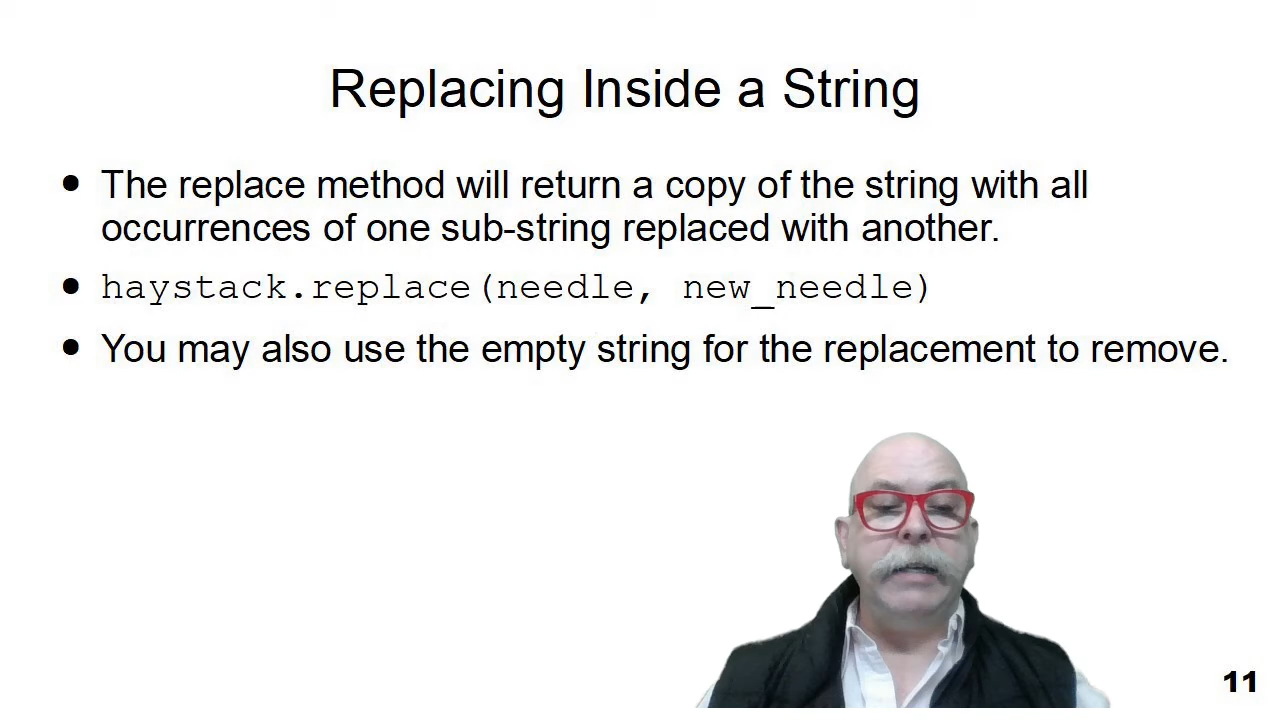 Replacing Inside a String
● The replace method will return a copy of the string with all
occurrences of one sub-string replaced with another.
● haystack.replace(needle, new_needle)
● You may also use the empty string for the replacement to remove.
11